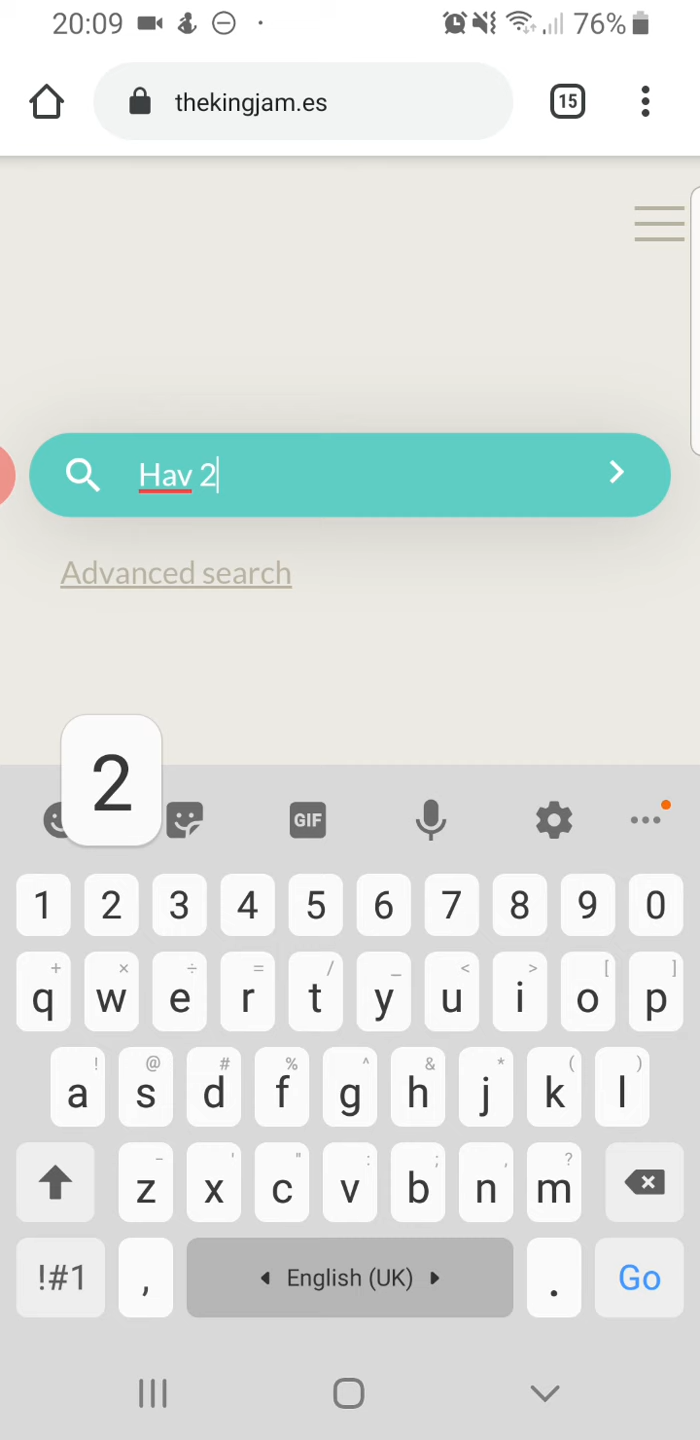 20:09 76%
thekingjam.es 15
Hav 2
Advanced search
2
GIF
1 2 3 4 5 6 7 8 9 0
+ × ÷ = / _ < > [ ]
q w e r t y u i o p
! @ # % ^ & * ( )
a s d f g h j k l
- ' " : ; , ?
z x c v b n m
!#1 , English (UK) . Go